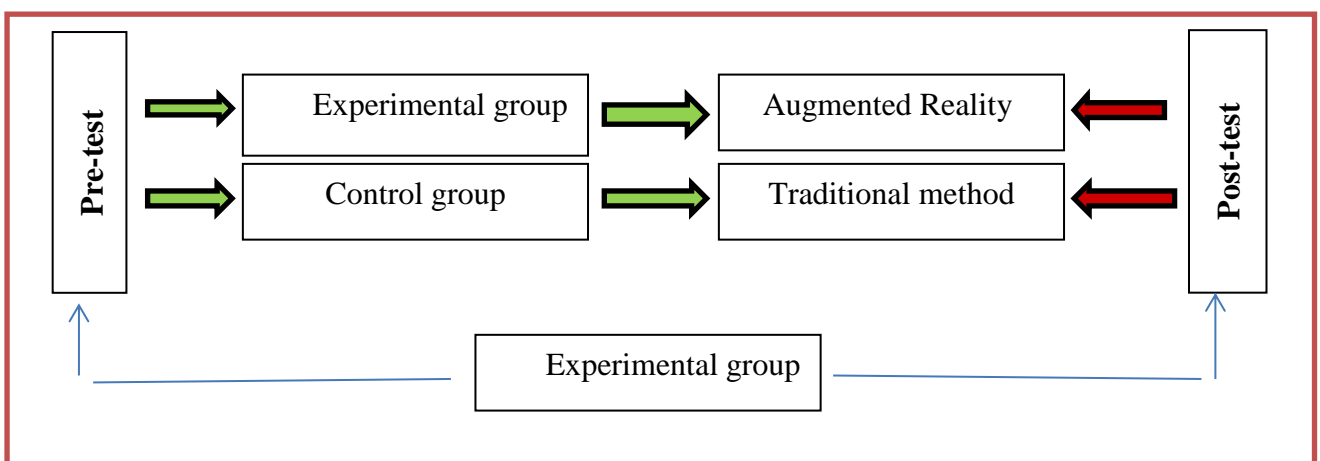 Pre-test
Experimental group
Augmented Reality
Post-test
Control group
Traditional method
Experimental group